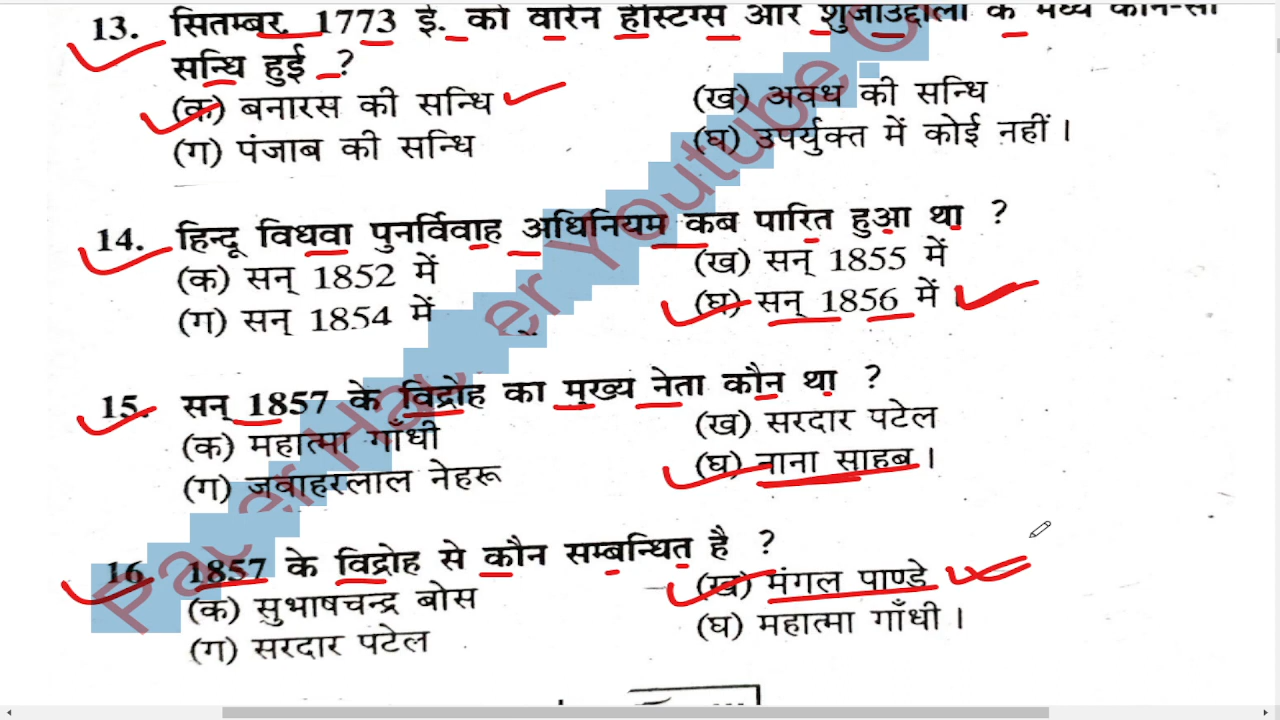 13. सितम्बर, 1773 ई. को वारेन हेस्टिंग्स और शुजाउद्दौला के मध्य कौन-सी
सन्धि हुई ?
(क) बनारस की सन्धि (ख) अवध की सन्धि
(ग) पंजाब की सन्धि (घ) उपर्युक्त में कोई नहीं।
14. हिन्दू विधवा पुनर्विवाह अधिनियम कब पारित हुआ था ?
(क) सन् 1852 में (ख) सन् 1855 में
(ग) सन् 1854 में (घ) सन् 1856 में।
15. सन् 1857 के विद्रोह का मुख्य नेता कौन था ?
(क) महात्मा गाँधी (ख) सरदार पटेल
(ग) जवाहरलाल नेहरू (घ) नाना साहब।
16. 1857 के विद्रोह से कौन सम्बन्धित है ?
(क) सुभाषचन्द्र बोस (ख) मंगल पाण्डे
(ग) सरदार पटेल (घ) महात्मा गाँधी।
Youtube